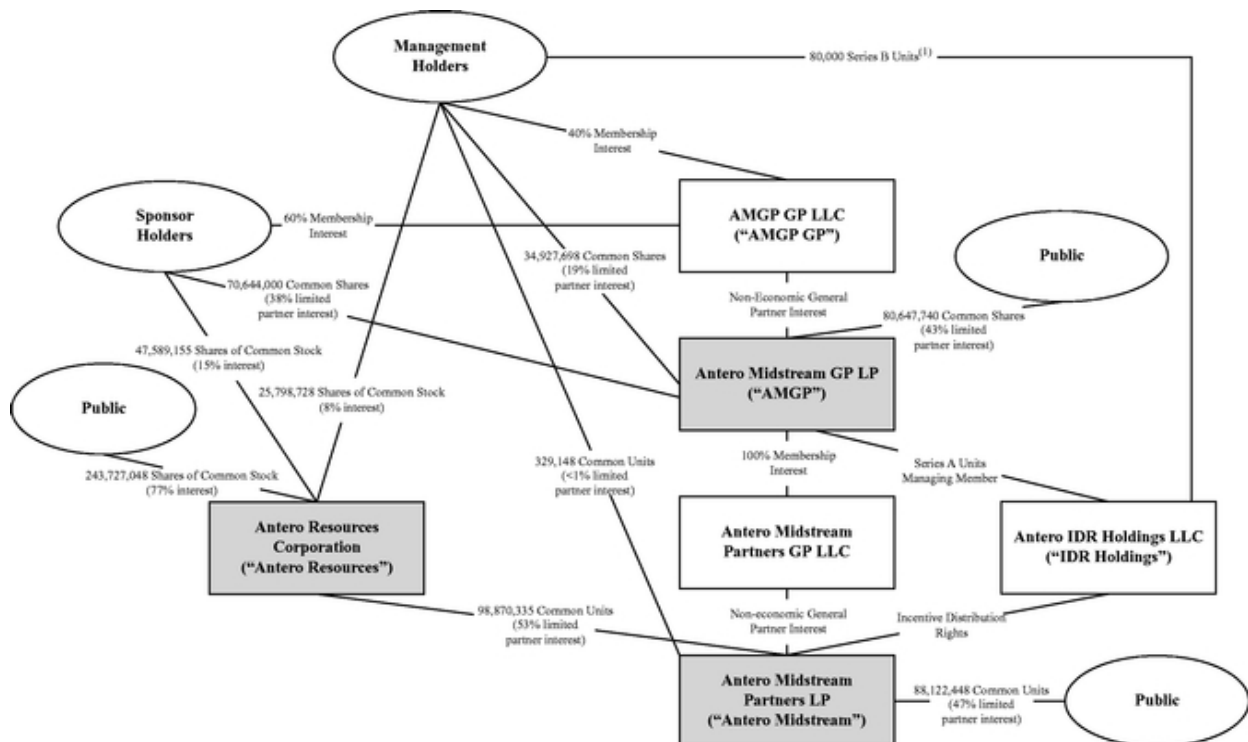 Management
Holders
80,000 Series B Units(1)
40% Membership
Interest
Sponsor
Holders
60% Membership
Interest
AMGP GP LLC
(“AMGP GP”)
Public
34,927,698 Common Shares
(19% limited
partner interest)
70,644,000 Common Shares
(38% limited
partner interest)
Non-Economic General
Partner Interest
80,647,740 Common Shares
(43% limited
partner interest)
47,589,155 Shares of Common Stock
(15% interest)
Antero Midstream GP LP
(“AMGP”)
Public
25,798,728 Shares of Common Stock
(8% interest)
243,727,048 Shares of Common Stock
(77% interest)
329,148 Common Units
(<1% limited
partner interest)
100% Membership
Interest
Series A Units
Managing Member
Antero Resources
Corporation
(“Antero Resources”)
Antero Midstream
Partners GP LLC
Antero IDR Holdings LLC
(“IDR Holdings”)
98,870,335 Common Units
(53% limited
partner interest)
Non-economic General
Partner Interest
Incentive Distribution
Rights
Antero Midstream
Partners LP
(“Antero Midstream”)
88,122,448 Common Units
(47% limited
partner interest)
Public